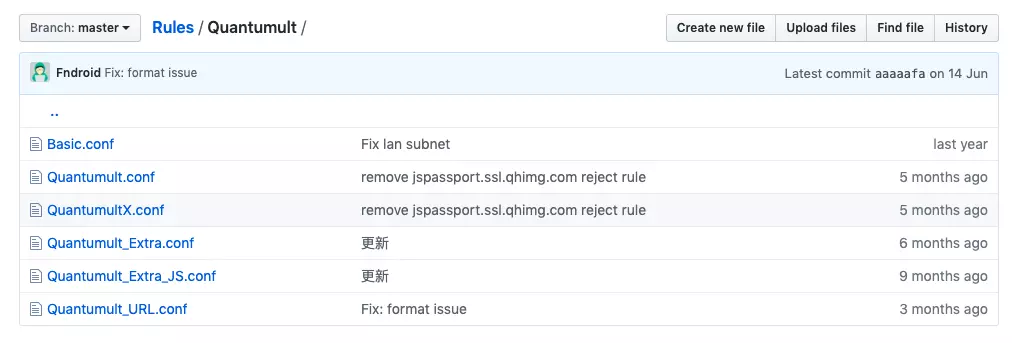 Branch: master Rules / Quantumult / Create new file Upload files Find file History
Fndroid Fix: format issue Latest commit aaaaafa on 14 Jun
..
Basic.conf Fix lan subnet last year
Quantumult.conf remove jspassport.ssl.qhimg.com reject rule 5 months ago
QuantumultX.conf remove jspassport.ssl.qhimg.com reject rule 5 months ago
Quantumult_Extra.conf 更新 6 months ago
Quantumult_Extra_JS.conf 更新 9 months ago
Quantumult_URL.conf Fix: format issue 3 months ago